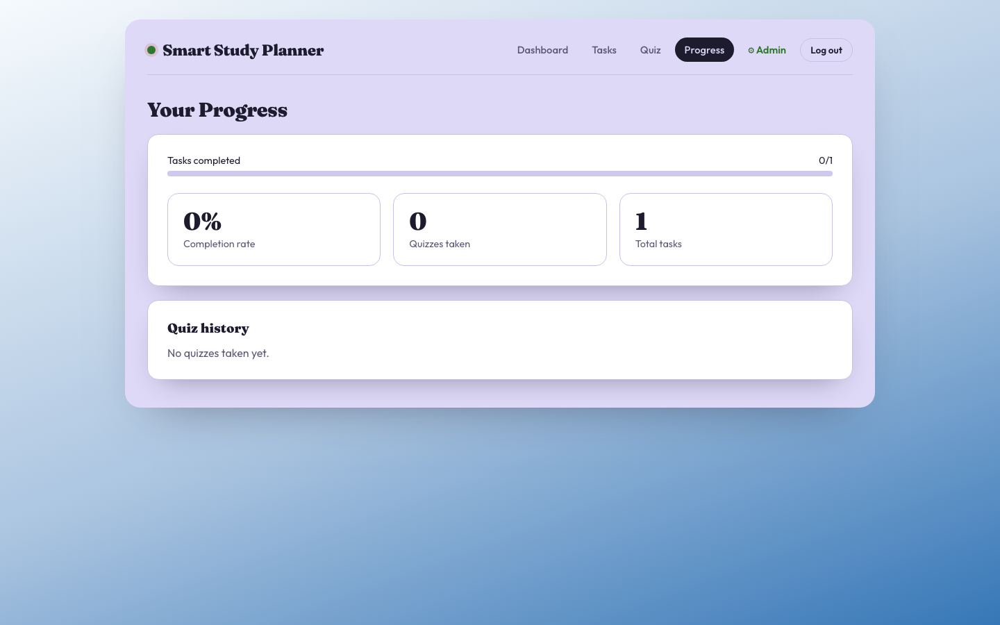 Smart Study Planner
Dashboard Tasks Quiz Progress ⚙ Admin Log out
Your Progress
Tasks completed 0/1
0% 0 1
Completion rate Quizzes taken Total tasks
Quiz history
No quizzes taken yet.